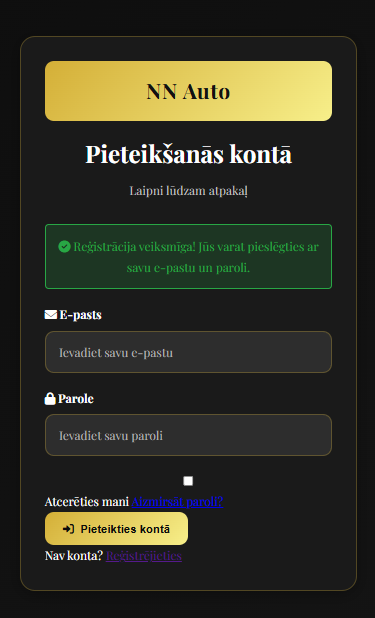 NN Auto
Pieteikšanās kontā
Laipni lūdzam atpakaļ
Reģistrācija veiksmīga! Jūs varat pieslēgties ar
savu e-pastu un paroli.
E-pasts
Ievadiet savu e-pastu
Parole
Ievadiet savu paroli
Atcerēties mani Aizmirsāt paroli?
Pieteikties kontā
Nav konta? Reģistrējieties